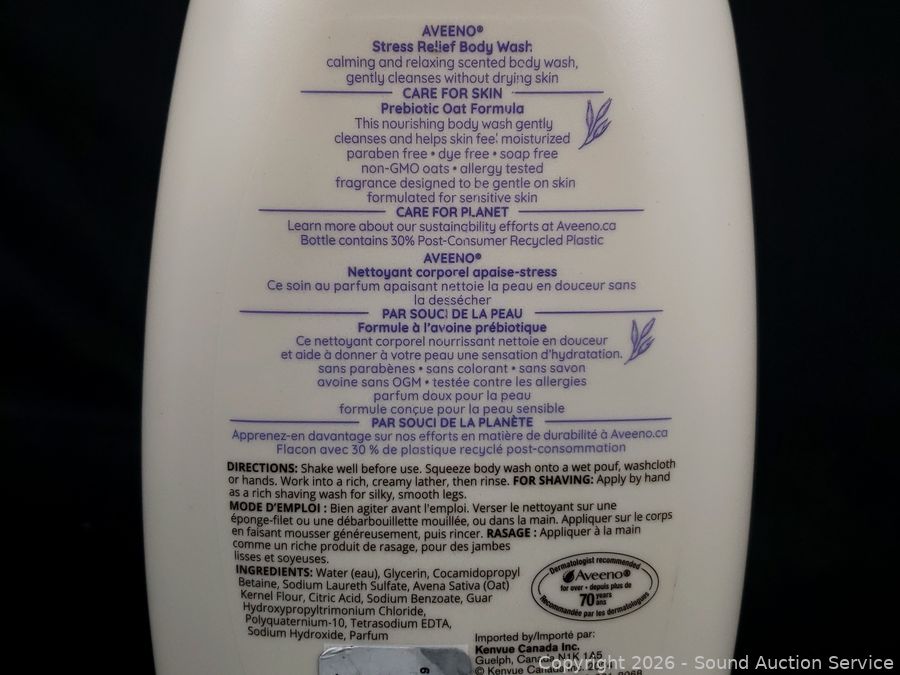 AVEENO®
Stress Relief Body Wash
calming and relaxing scented body wash,
gently cleanses without drying skin
CARE FOR SKIN
Prebiotic Oat Formula
This nourishing body wash gently
cleanses and helps skin feel moisturized
paraben free • dye free • soap free
non-GMO oats • allergy tested
fragrance designed to be gentle on skin
formulated for sensitive skin
CARE FOR PLANET
Learn more about our sustainability efforts at Aveeno.ca
Bottle contains 30% Post-Consumer Recycled Plastic
AVEENO®
Nettoyant corporel apaise-stress
Ce soin au parfum apaisant nettoie la peau en douceur sans
la dessécher
PAR SOUCI DE LA PEAU
Formule à l'avoine prébiotique
Ce nettoyant corporel nourrissant nettoie en douceur
et aide à donner à votre peau une sensation d'hydratation.
sans parabènes • sans colorant • sans savon
avoine sans OGM • testée contre les allergies
parfum doux pour la peau
formule conçue pour la peau sensible
PAR SOUCI DE LA PLANÈTE
Apprenez-en davantage sur nos efforts en matière de durabilité à Aveeno.ca
Flacon avec 30 % de plastique recyclé post-consommation
DIRECTIONS: Shake well before use. Squeeze body wash onto a wet pouf, washcloth
or hands. Work into a rich, creamy lather, then rinse. FOR SHAVING: Apply by hand
as a rich shaving wash for silky, smooth legs.
MODE D'EMPLOI : Bien agiter avant l'emploi. Verser le nettoyant sur une
éponge-filet ou une débarbouillette mouillée, ou dans la main. Appliquer sur le corps
en faisant mousser généreusement, puis rincer. RASAGE : Appliquer à la main
comme un riche produit de rasage, pour des jambes
lisses et soyeuses.
INGREDIENTS: Water (eau), Glycerin, Cocamidopropyl
Betaine, Sodium Laureth Sulfate, Avena Sativa (Oat)
Kernel Flour, Citric Acid, Sodium Benzoate, Guar
Hydroxypropyltrimonium Chloride,
Polyquaternium-10, Tetrasodium EDTA,
Sodium Hydroxide, Parfum
Dermatologist recommended
Aveeno®
for over • depuis plus de
70 years ans
Recommandée par les dermatologues
Imported by/Importé par:
Kenvue Canada Inc.
Guelph, Canada N1K 1A5
© Kenvue Canada Inc.
Copyright 2026 - Sound Auction Service